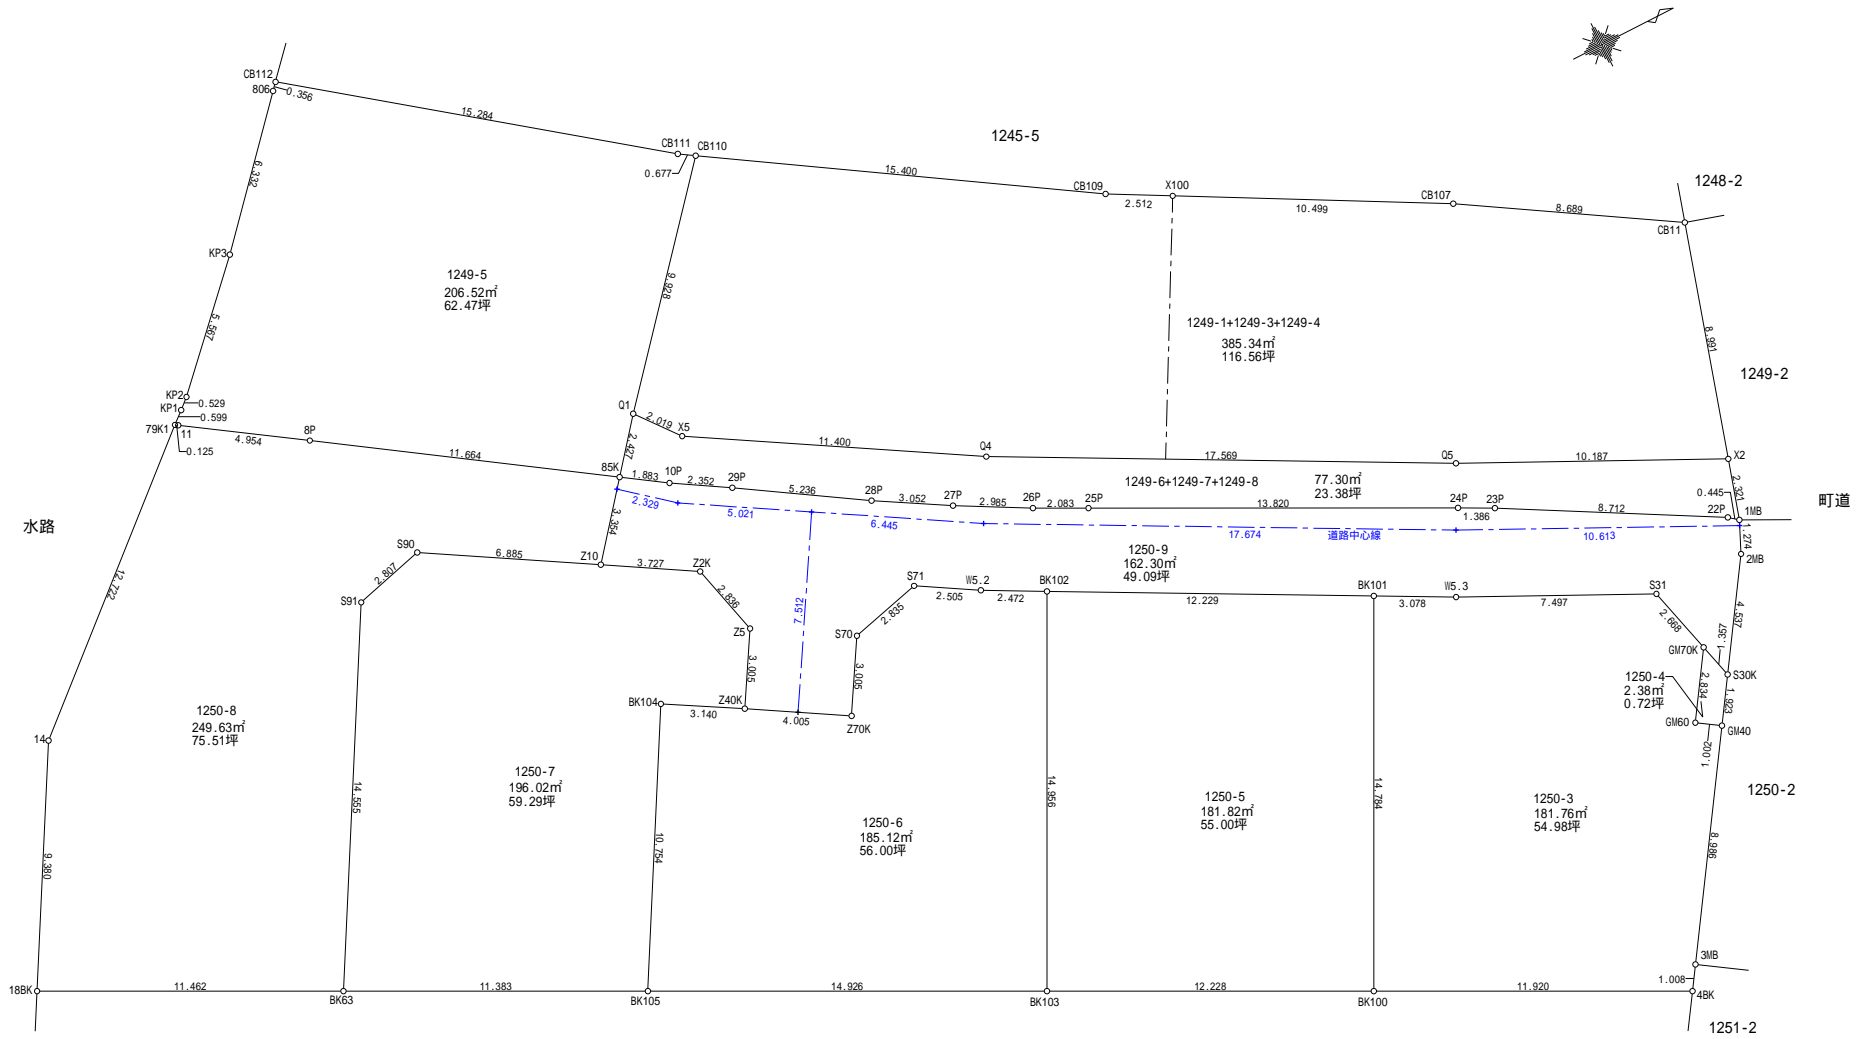 CB112
806
0.356
15.284
CB111
CB110
0.677
1245-5
15.400
CB109
X100
2.512
10.499
CB107
8.689
1248-2
CB11
6.332
KP3
1249-5
206.52㎡
62.47坪
9.928
5.567
1249-1+1249-3+1249-4
385.34㎡
116.56坪
8.991
1249-2
KP2
0.529
KP1
0.599
79K1
11
0.125
4.954
8P
11.664
Q1
2.019
X5
11.400
Q4
17.569
Q5
10.187
X2
2.427
85K
1.883
10P
2.352
29P
5.236
28P
3.052
27P
2.985
26P
2.083
25P
1249-6+1249-7+1249-8
77.30㎡
23.38坪
13.820
24P
1.386
23P
8.712
0.445
2.321
22P
1MB
町道
水路
2.329
5.021
6.445
17.674
道路中心線
10.613
1.274
2MB
3.364
S90
6.885
Z10
3.727
Z2K
2.807
S91
2.836
Z5
3.005
7.512
S71
2.835
S70
3.005
W5.2
2.505
2.472
BK102
1250-9
162.30㎡
49.09坪
12.229
BK101
3.078
W5.3
7.497
S31
2.668
4.537
1.357
GM70K
S30K
1250-4
2.38㎡
0.72坪
2.834
1.923
GM60
GM40
1.002
12.722
14
1250-8
249.63㎡
75.51坪
BK104
3.140
Z40K
4.005
Z70K
14.555
1250-7
196.02㎡
59.29坪
10.754
1250-6
185.12㎡
56.00坪
14.956
1250-5
181.82㎡
55.00坪
14.784
1250-3
181.76㎡
54.98坪
1250-2
8.986
9.380
3MB
1.008
18BK
11.462
BK63
11.383
BK105
14.926
BK103
12.228
BK100
11.920
4BK
1251-2